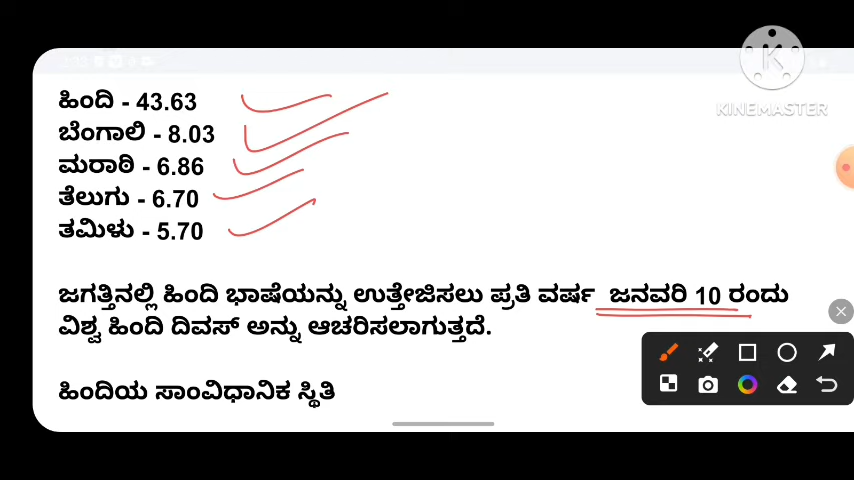 KINEMASTER
ಹಿಂದಿ - 43.63
ಬೆಂಗಾಲಿ - 8.03
ಮರಾಠಿ - 6.86
ತೆಲುಗು - 6.70
ತಮಿಳು - 5.70
ಜಗತ್ತಿನಲ್ಲಿ ಹಿಂದಿ ಭಾಷೆಯನ್ನು ಉತ್ತೇಜಿಸಲು ಪ್ರತಿ ವರ್ಷ ಜನವರಿ 10 ರಂದು
ವಿಶ್ವ ಹಿಂದಿ ದಿವಸ್ ಅನ್ನು ಆಚರಿಸಲಾಗುತ್ತದೆ.
ಹಿಂದಿಯ ಸಾಂವಿಧಾನಿಕ ಸ್ಥಿತಿ